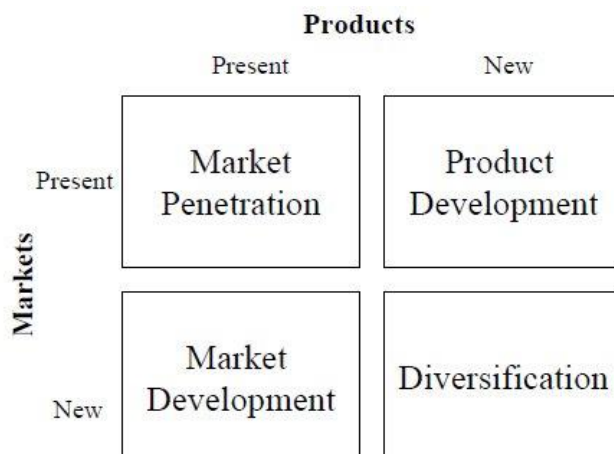 Products
Present New
Present
Market Product
Penetration Development
Markets
Market
Development
Diversification
New